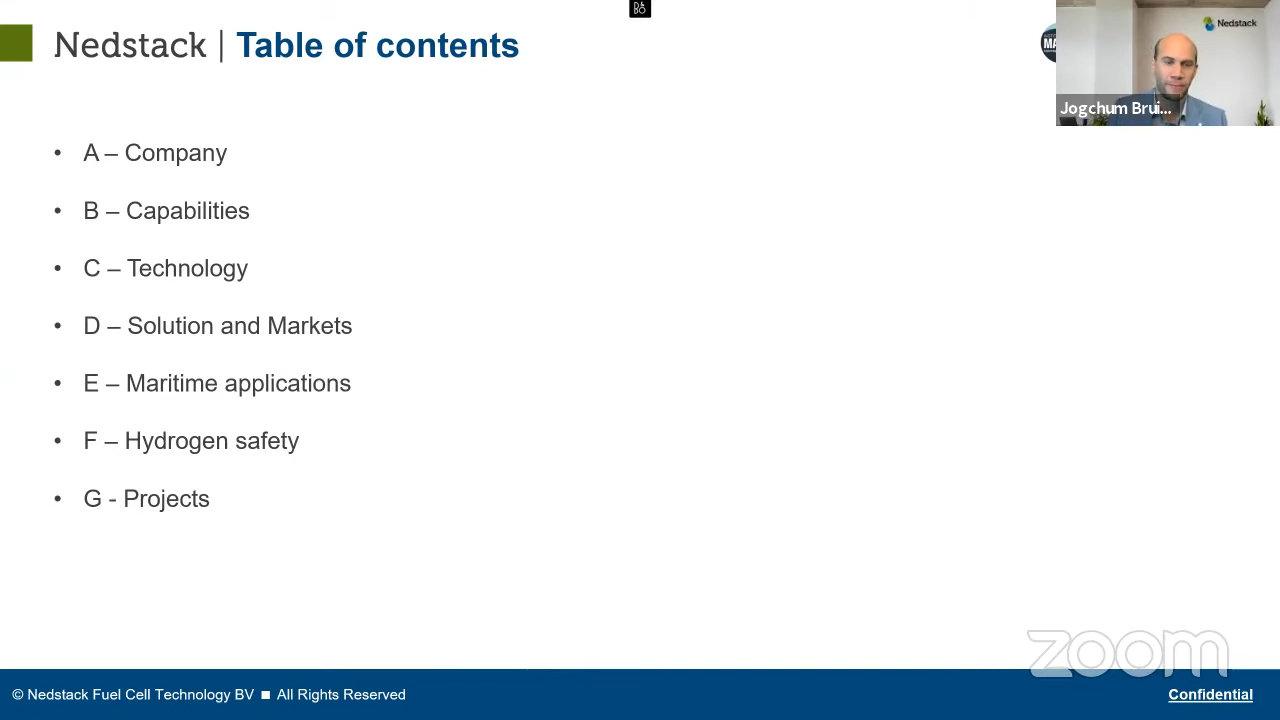 Nedstack | Table of contents
Nedstack
Jogchum Brui...
• A – Company
• B – Capabilities
• C – Technology
• D – Solution and Markets
• E – Maritime applications
• F – Hydrogen safety
• G - Projects
zoom
© Nedstack Fuel Cell Technology BV ■ All Rights Reserved
Confidential